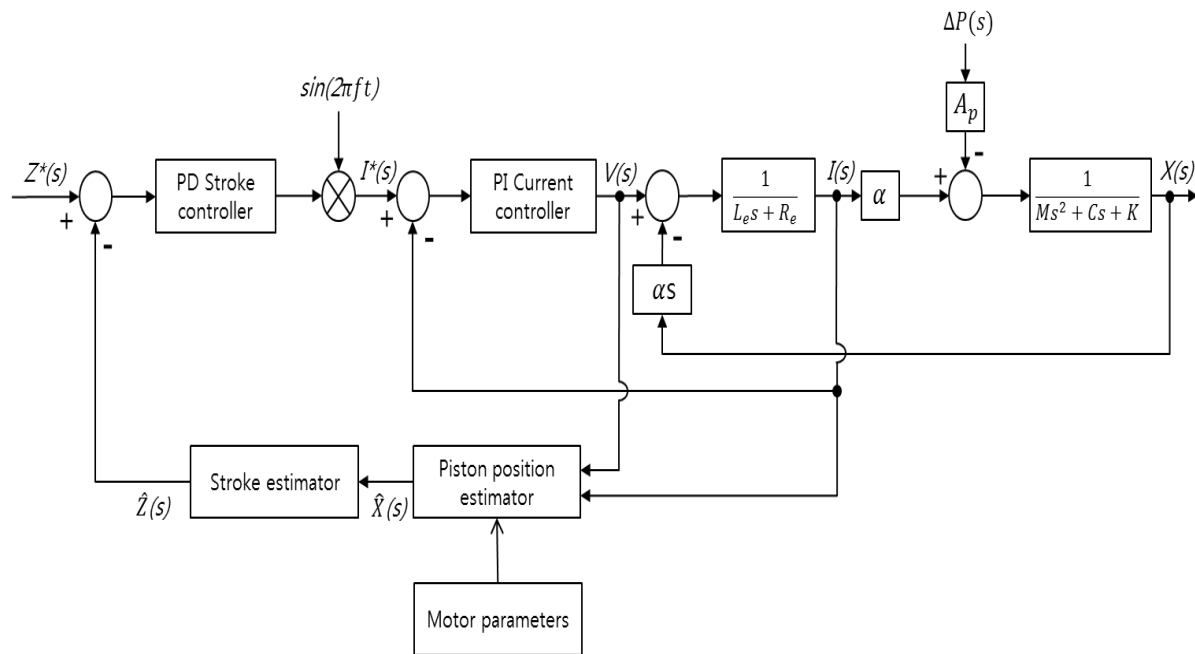 ΔP(s)
sin(2πft)
A_p
Z*(s)
+
-
PD Stroke
controller
I*(s)
+
-
PI Current
controller
V(s)
+
-
1
L_e s + R_e
I(s)
α
+
-
1
Ms² + Cs + K
X(s)
αs
Ẑ(s)
Stroke estimator
X̂(s)
Piston position
estimator
Motor parameters